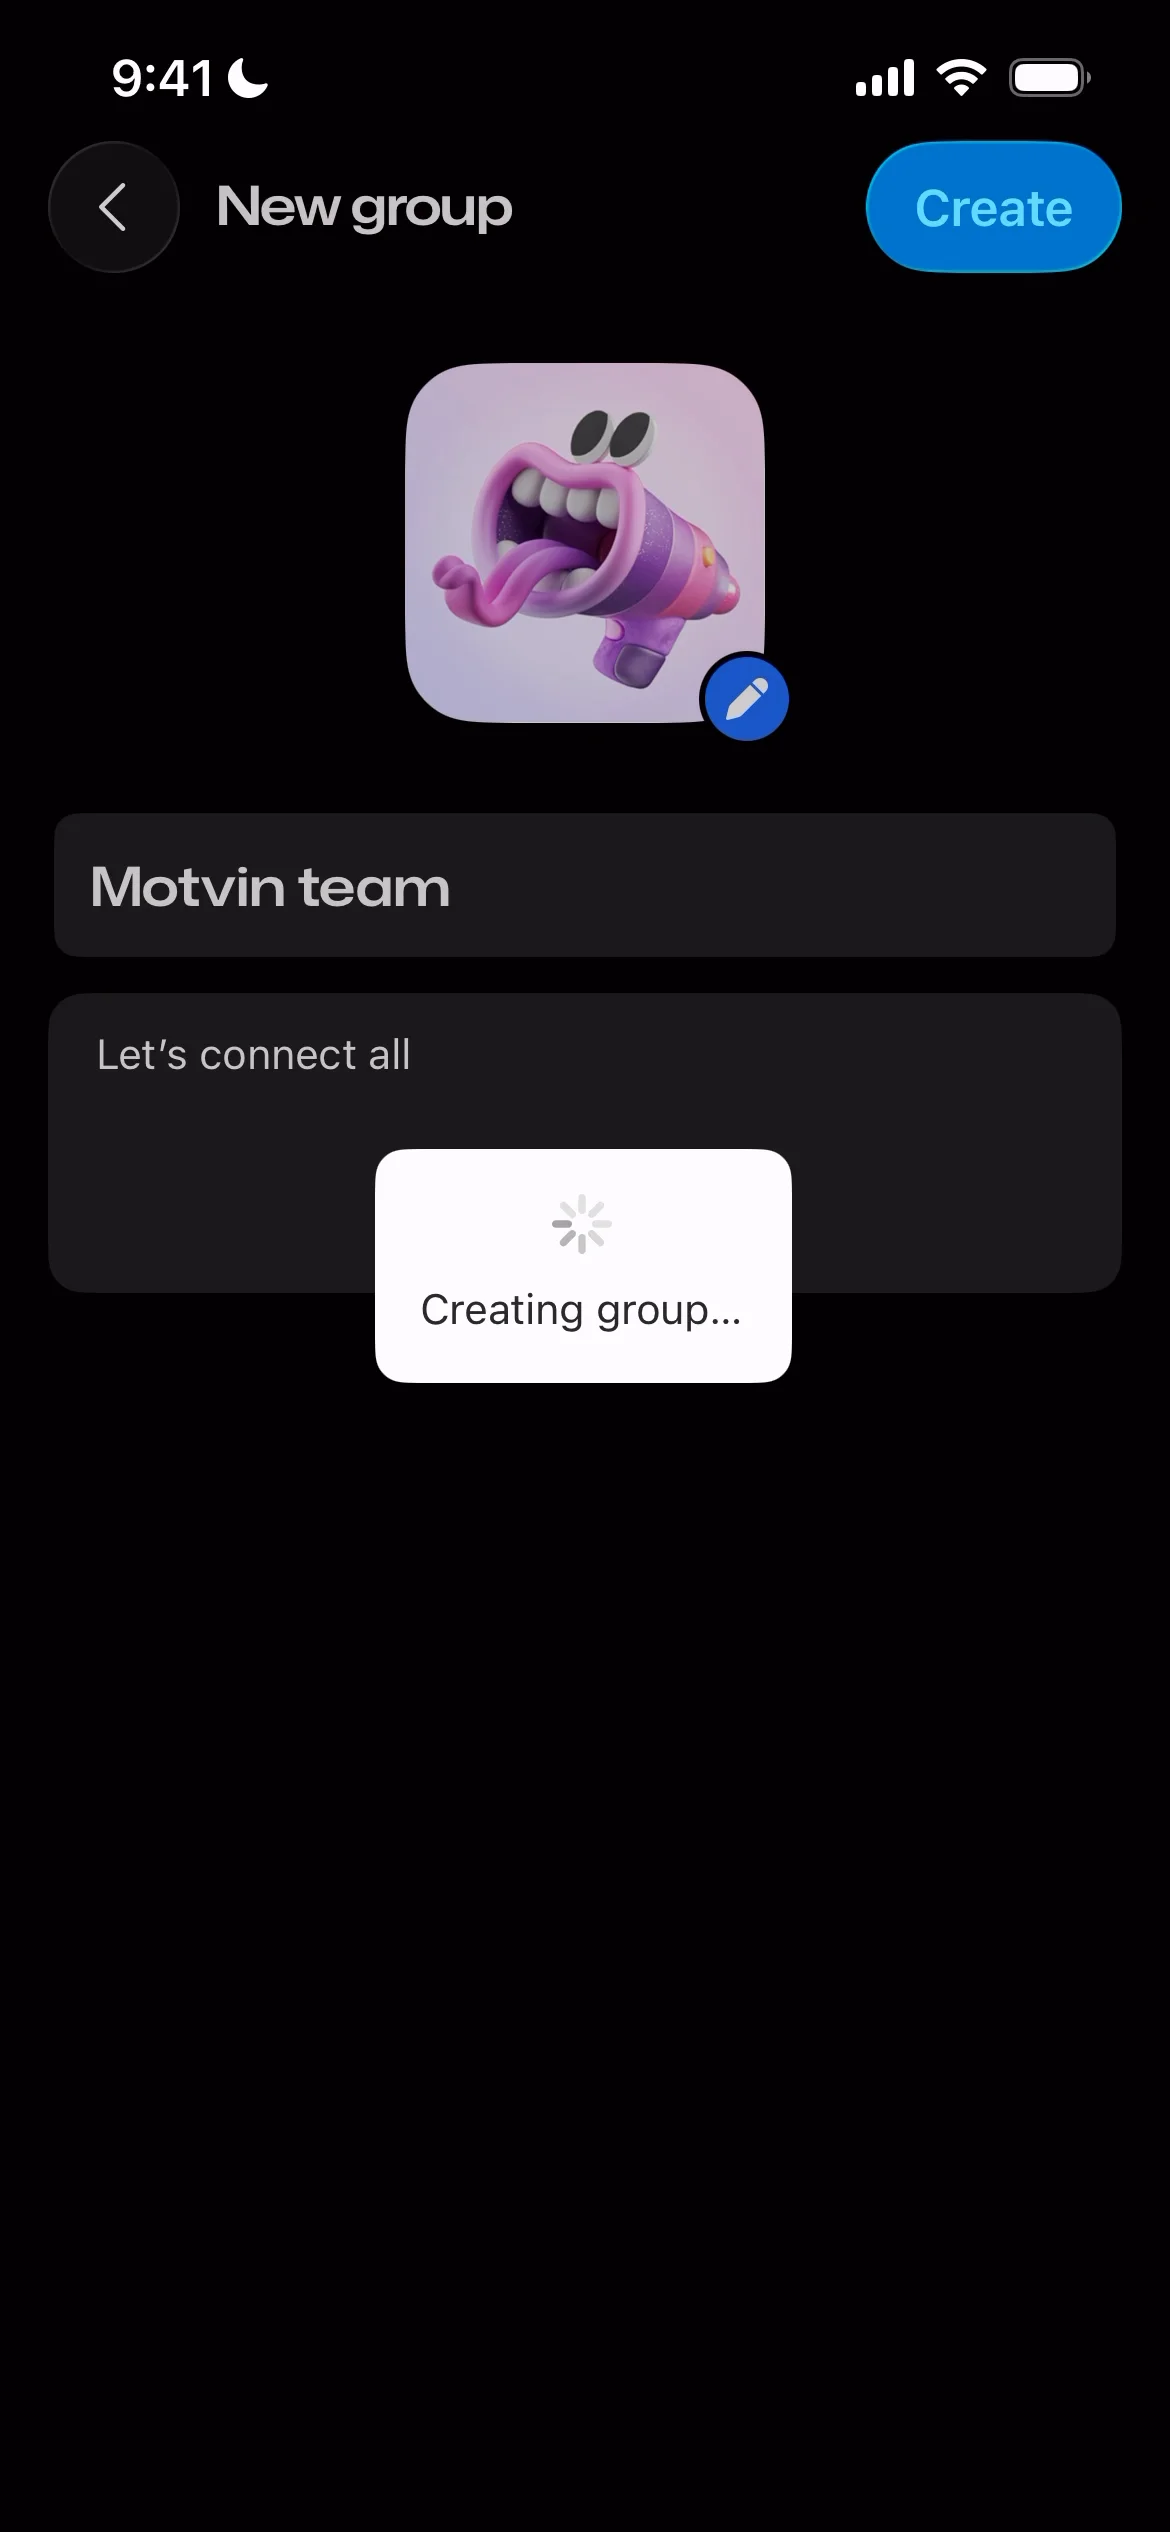 9:41
New group
Create
Motvin team
Let’s connect all
Creating group...